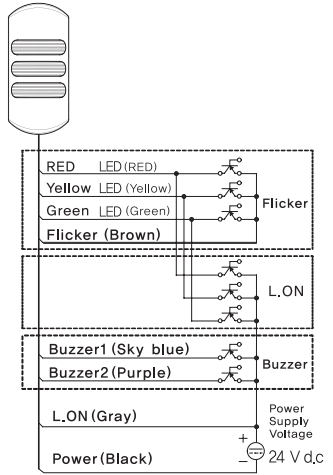 RED LED (RED)
Yellow LED (Yellow)
Green LED (Green)
Flicker
Flicker (Brown)
L.ON
Buzzer1 (Sky blue)
Buzzer2 (Purple)
Buzzer
L.ON (Gray)
Power
Supply
Voltage
+
−
24 V d.c
Power (Black)